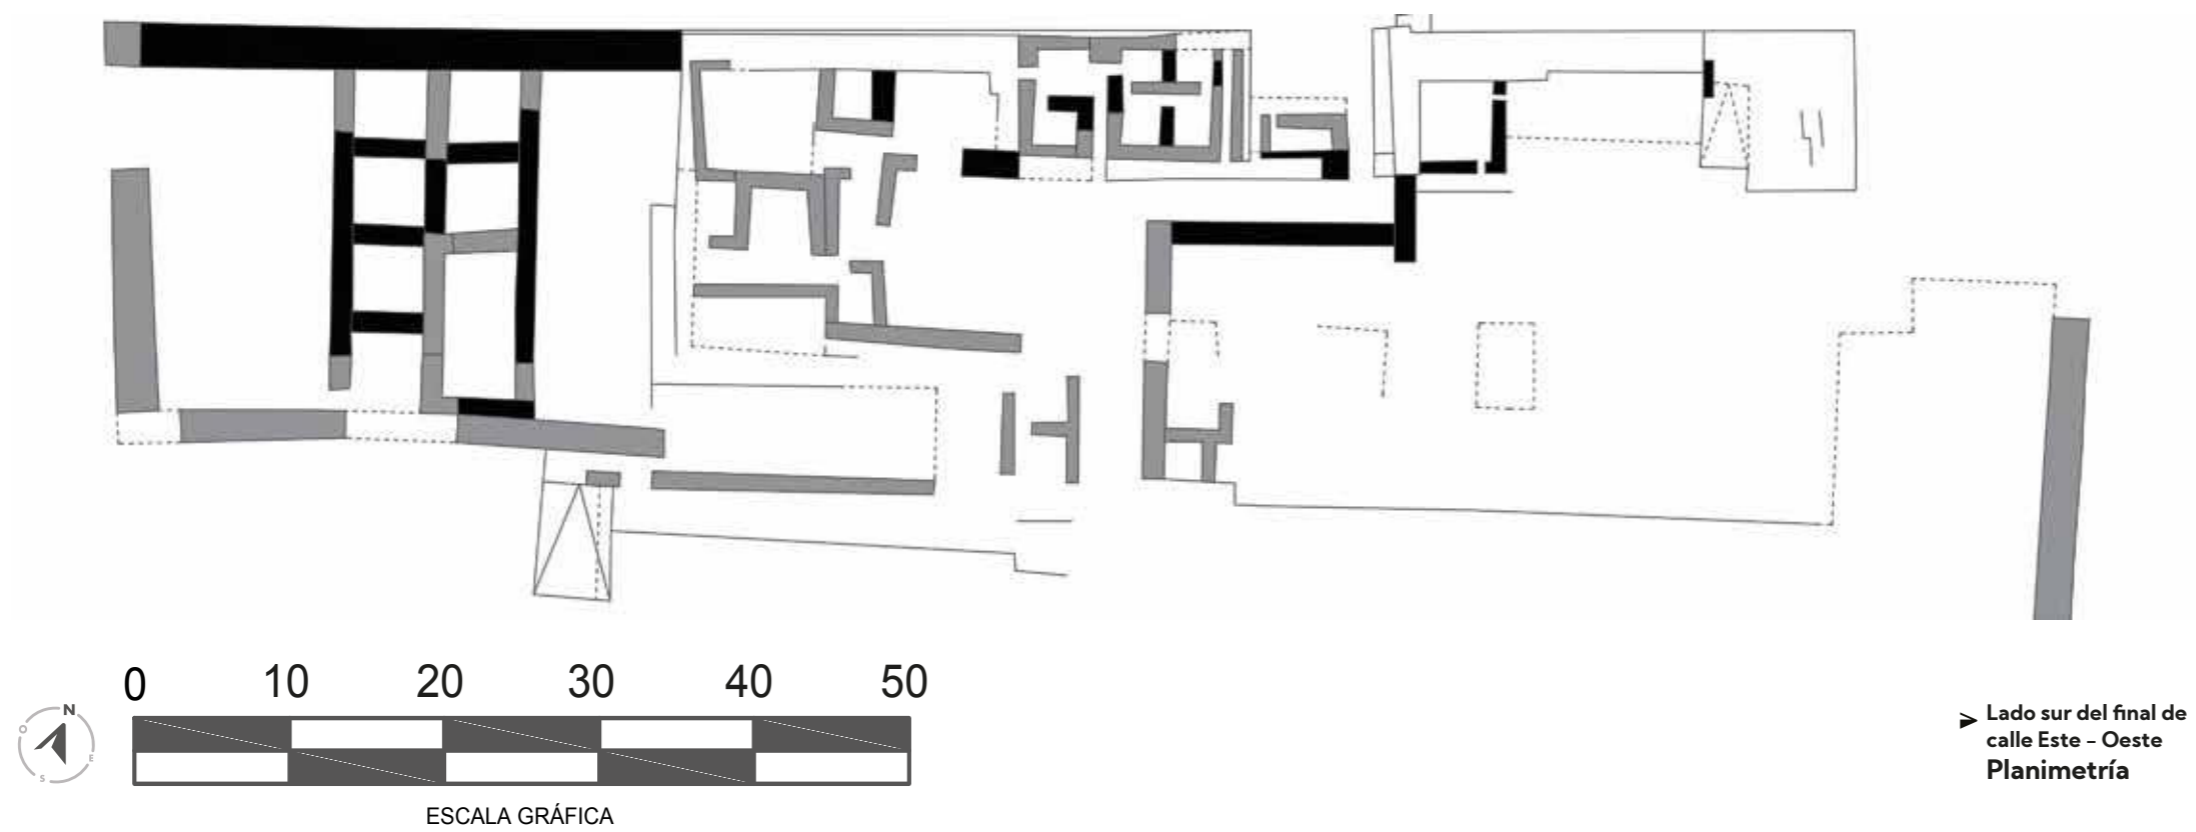 0 10 20 30 40 50
N
O
E
S
ESCALA GRÁFICA
Lado sur del final de
calle Este – Oeste
Planimetría